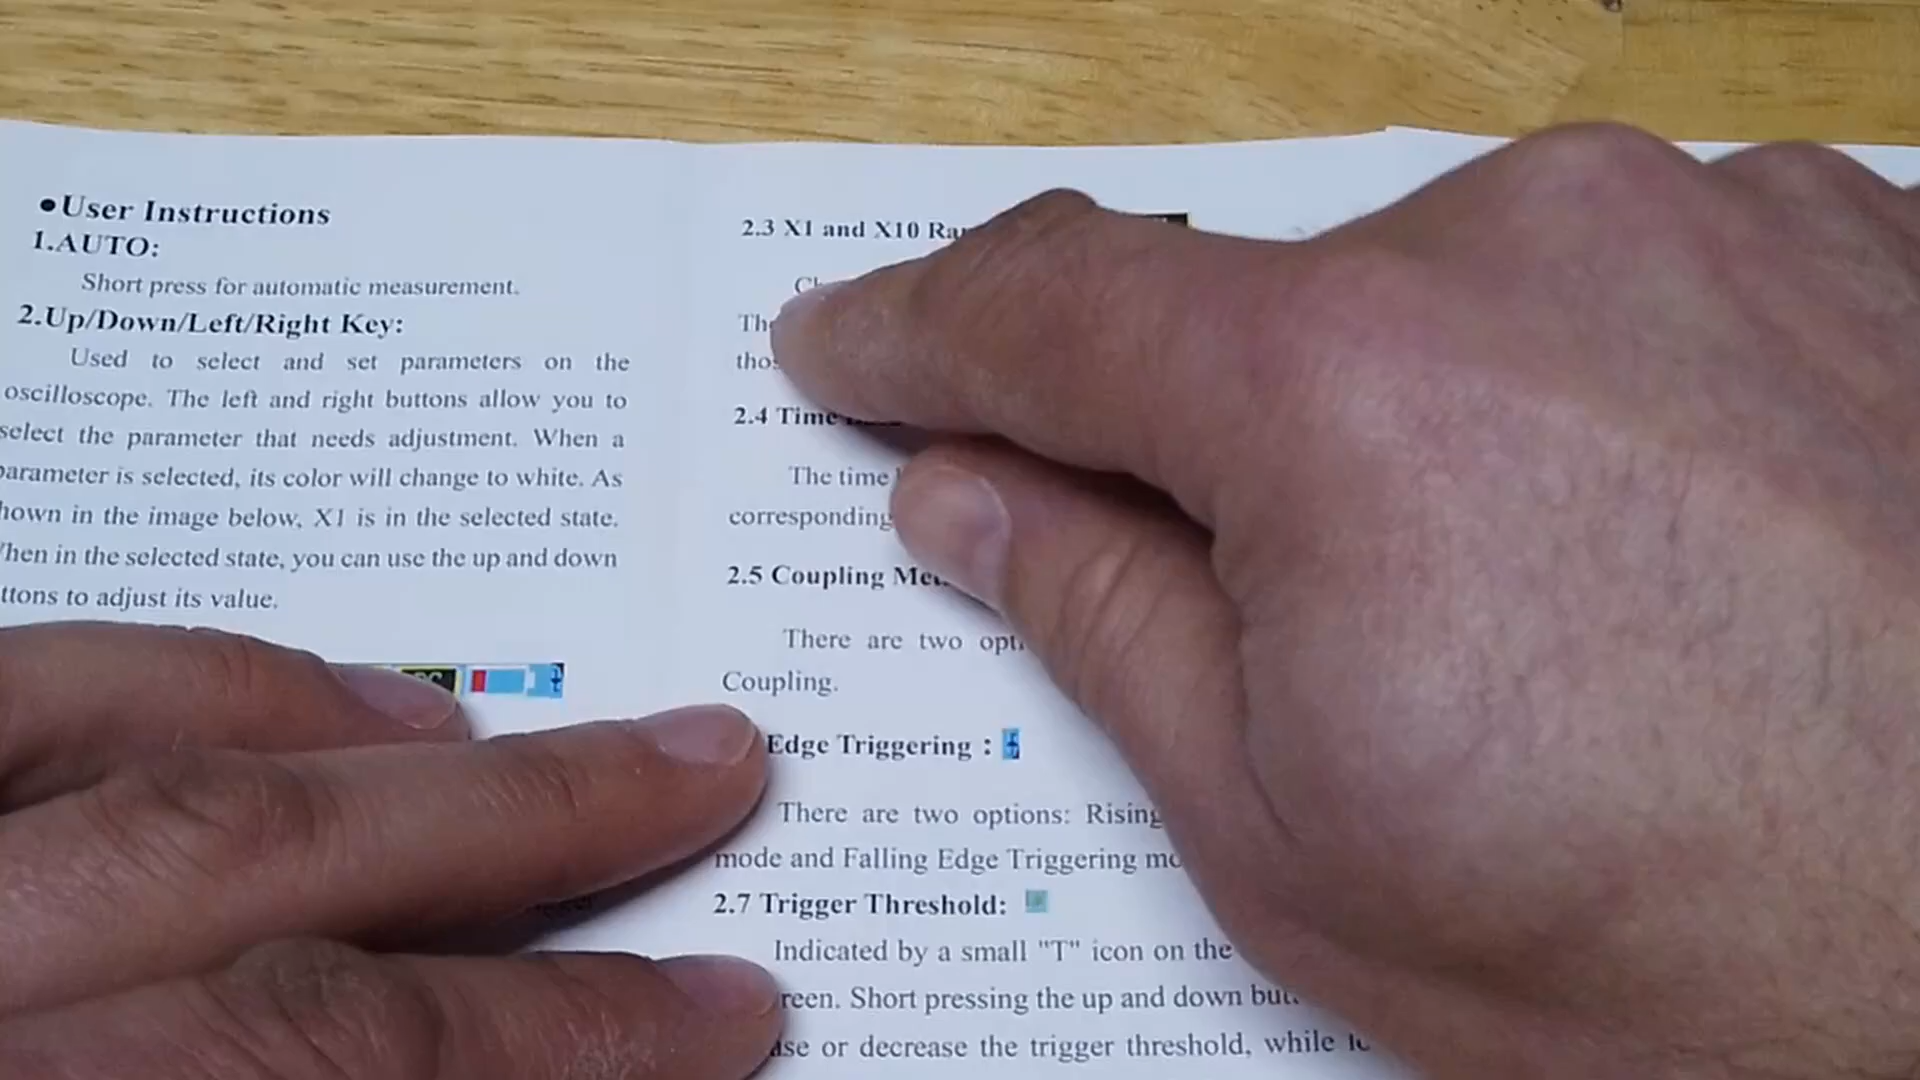 ●User Instructions
1.AUTO:
Short press for automatic measurement.
2.Up/Down/Left/Right Key:
Used to select and set parameters on the
oscilloscope. The left and right buttons allow you to
select the parameter that needs adjustment. When a
parameter is selected, its color will change to white. As
hown in the image below, X1 is in the selected state.
When in the selected state, you can use the up and down
ttons to adjust its value.
2.3 X1 and X10
2.4 Time
The time
corresponding
2.5 Coupling
There are two
Coupling.
Edge Triggering :
There are two options: Rising
mode and Falling Edge Triggering
2.7 Trigger Threshold:
Indicated by a small "T" icon on the
reen. Short pressing the up and down
or decrease the trigger threshold, while